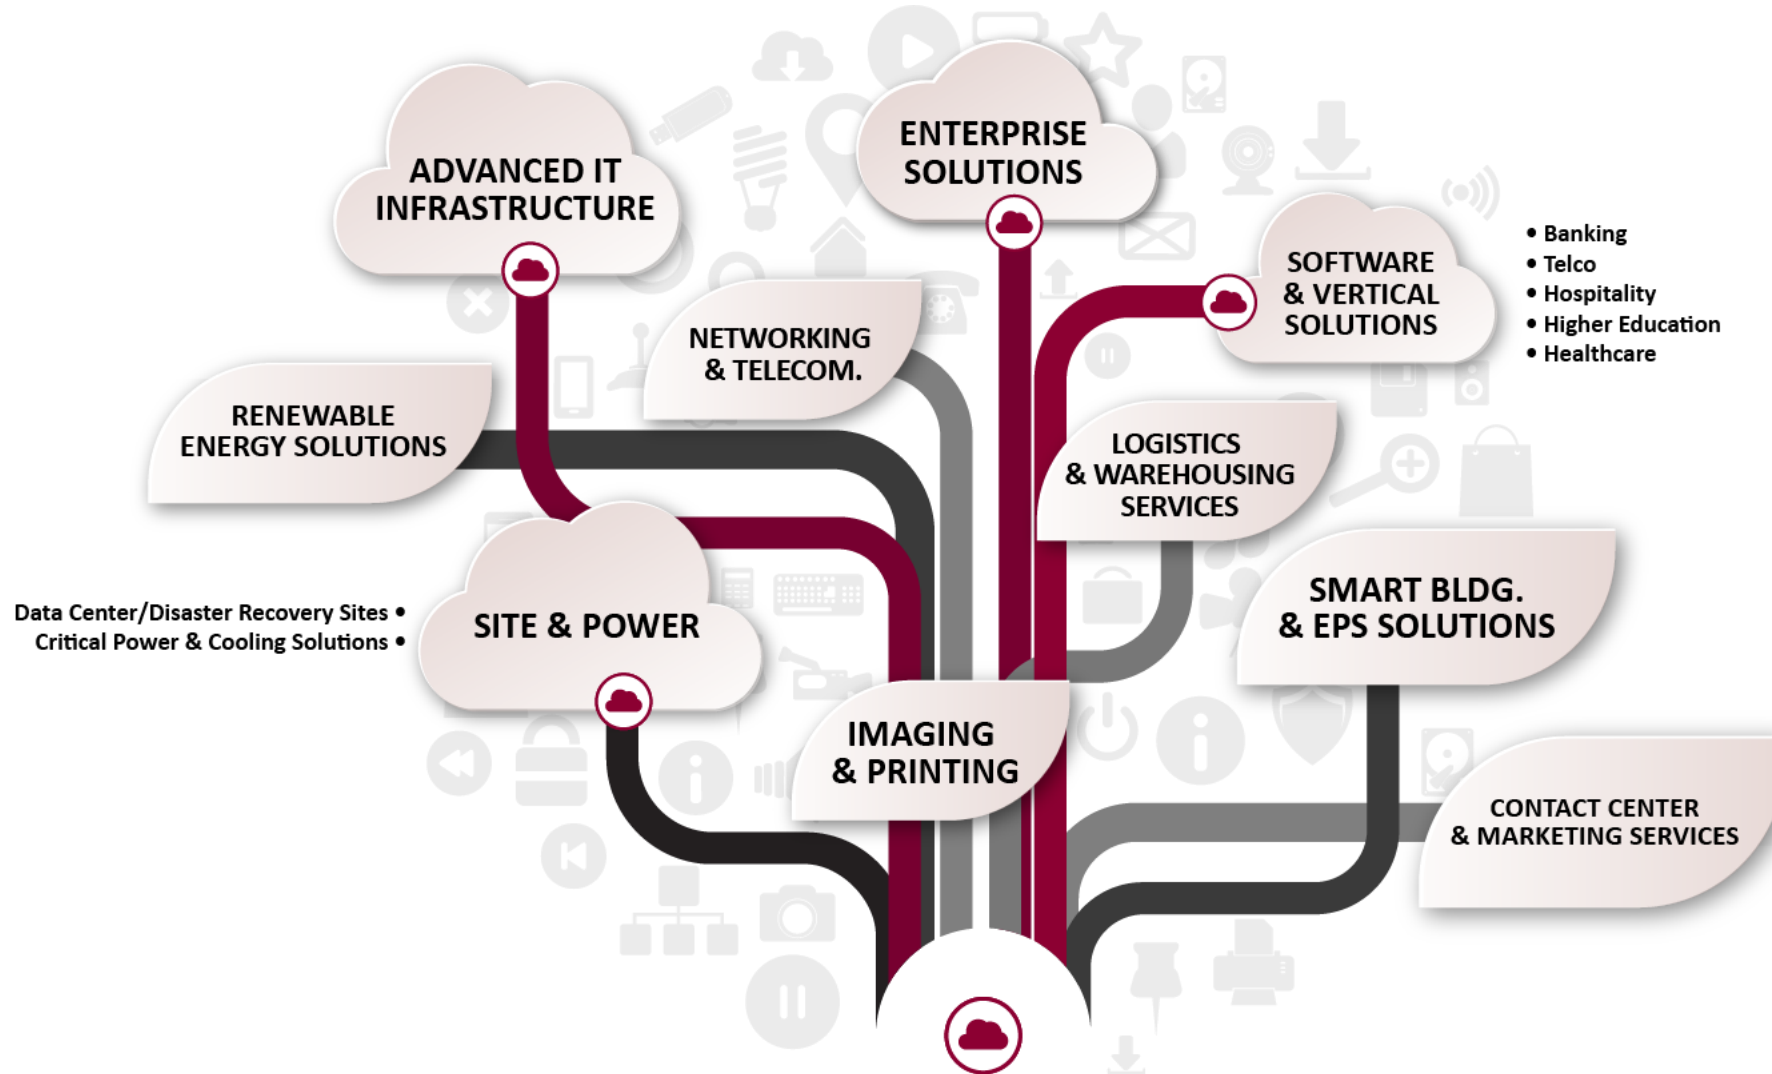 ADVANCED IT
INFRASTRUCTURE
ENTERPRISE
SOLUTIONS
SOFTWARE
& VERTICAL
SOLUTIONS
• Banking
• Telco
• Hospitality
• Higher Education
• Healthcare
NETWORKING
& TELECOM.
RENEWABLE
ENERGY SOLUTIONS
LOGISTICS
& WAREHOUSING
SERVICES
SITE & POWER
Data Center/Disaster Recovery Sites •
Critical Power & Cooling Solutions •
SMART BLDG.
& EPS SOLUTIONS
IMAGING
& PRINTING
CONTACT CENTER
& MARKETING SERVICES